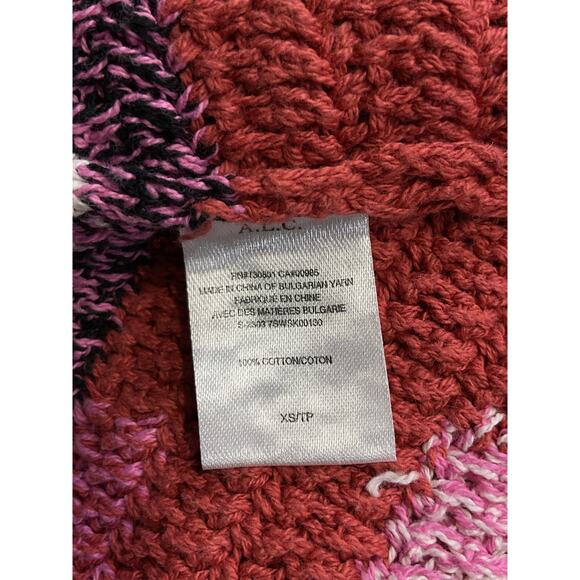 A.L.C.
RN#130801 CA#00985
MADE IN CHINA OF BULGARIAN YARN
FABRIQUÉ EN CHINE
AVEC DES MATIÈRES BULGARIE
100% COTTON/COTON
XS/TP